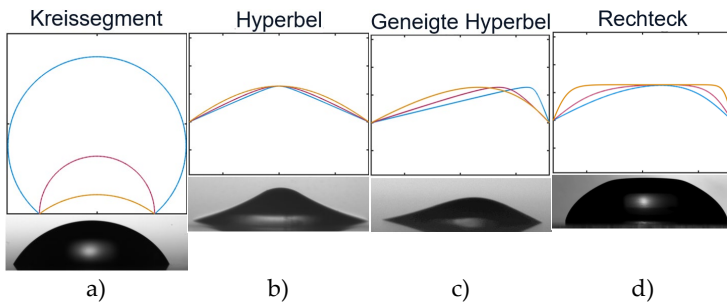 Kreissegment
Hyperbel
Geneigte Hyperbel
Rechteck
a)
b)
c)
d)